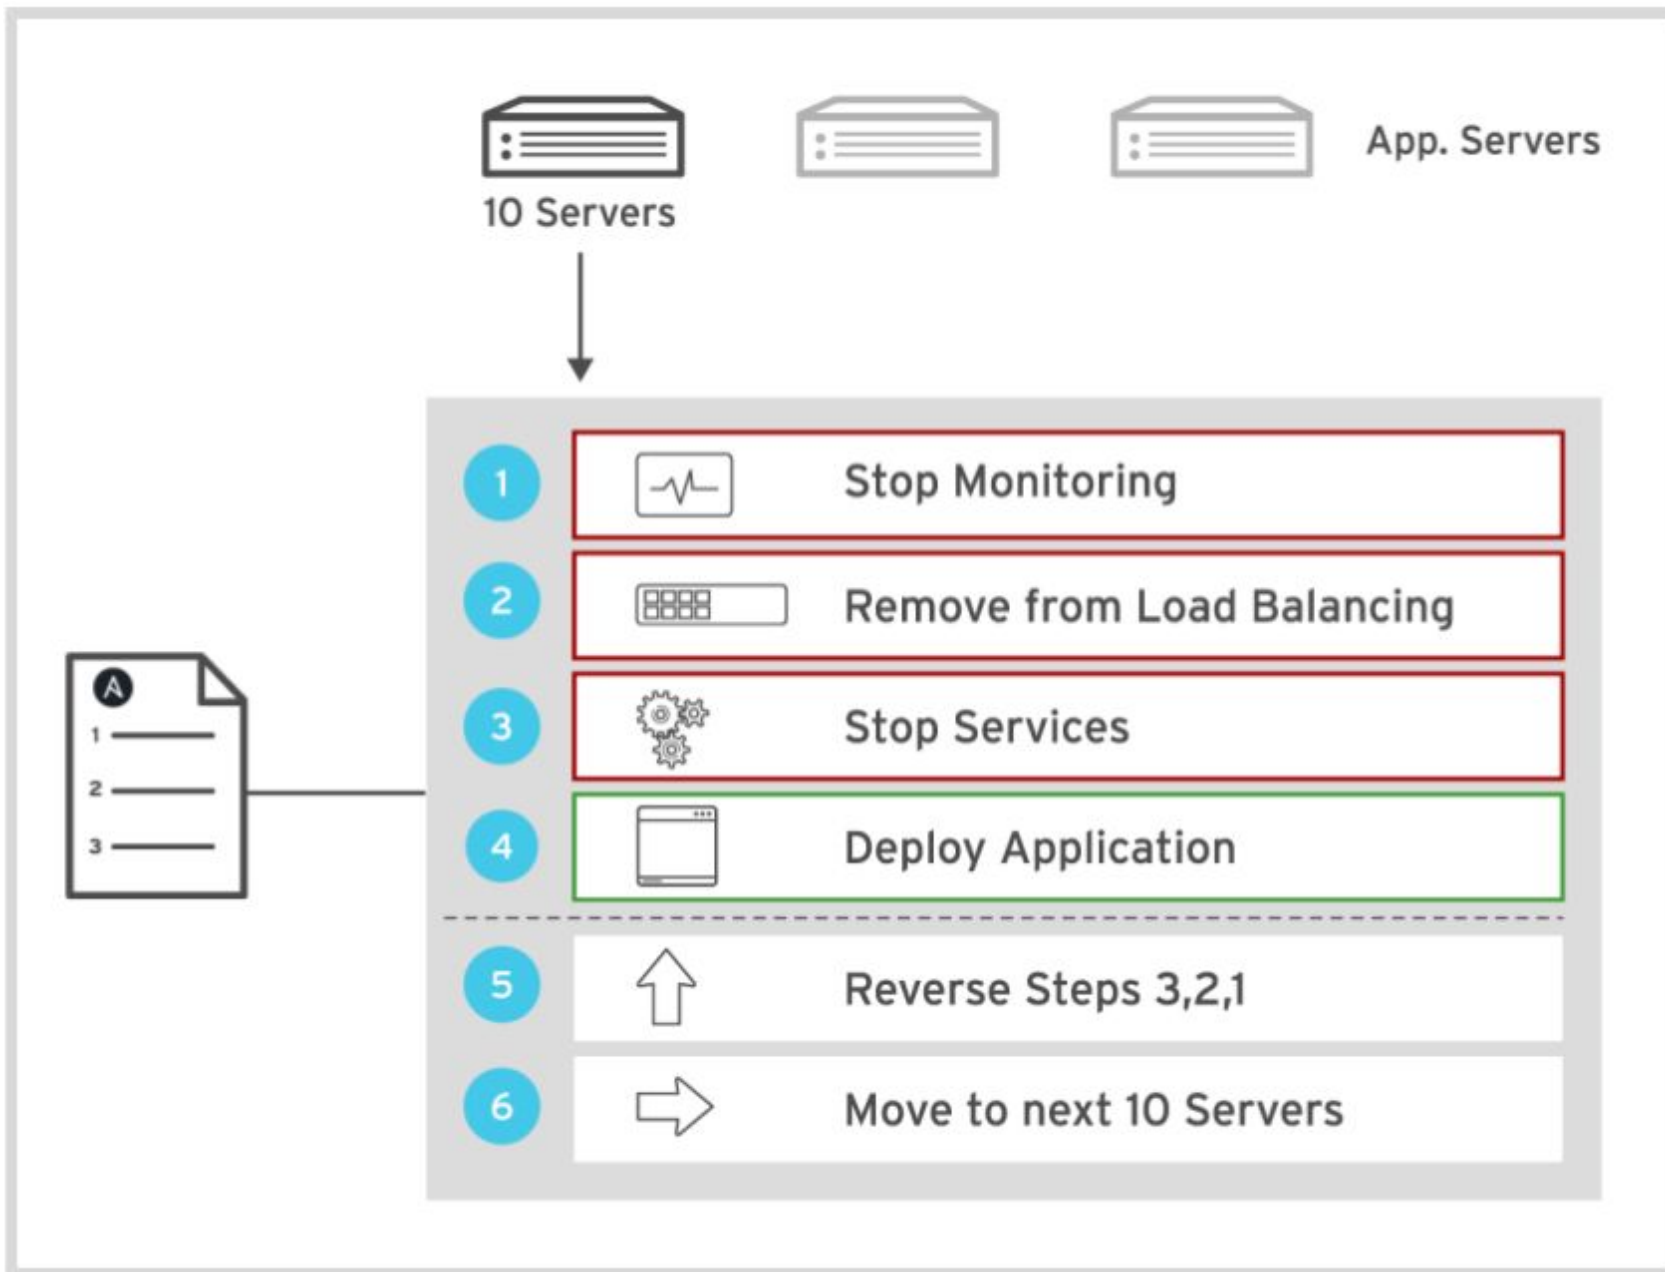 App. Servers
10 Servers
1 Stop Monitoring
2 Remove from Load Balancing
3 Stop Services
A
1
2
3
4 Deploy Application
5 Reverse Steps 3,2,1
6 Move to next 10 Servers